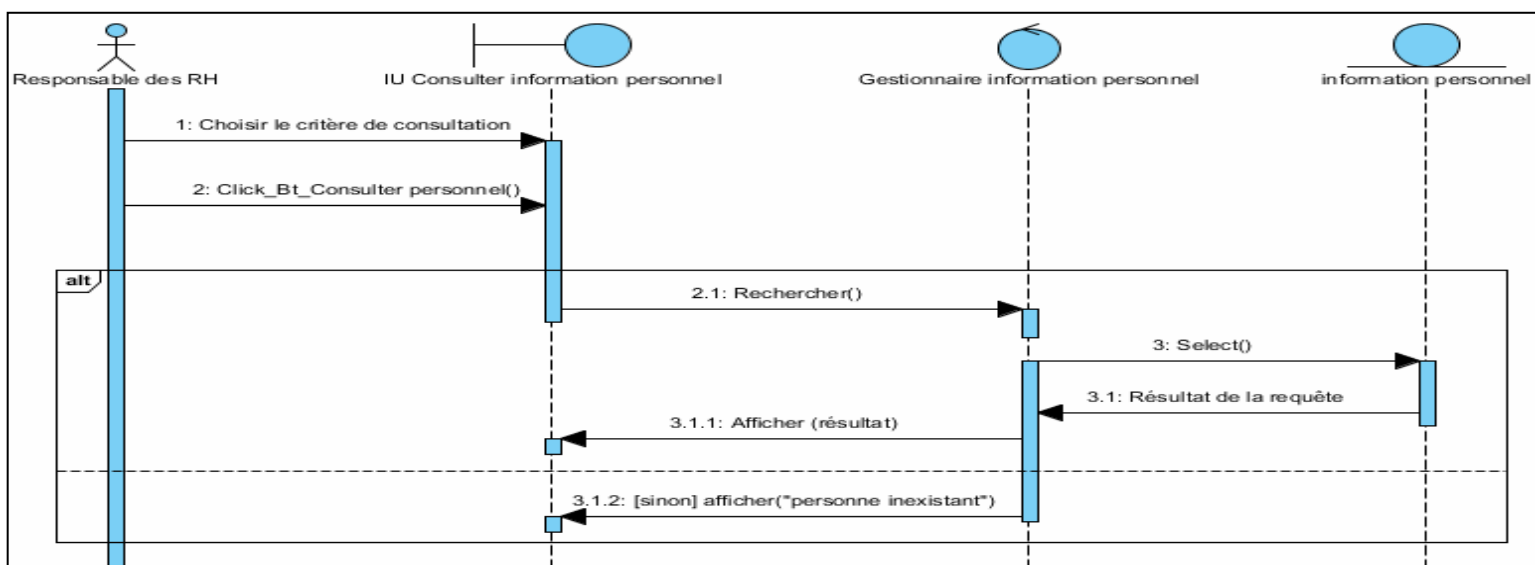 Responsable des RH
IU Consulter information personnel
Gestionnaire information personnel
information personnel
1: Choisir le critère de consultation
2: Click_Bt_Consulter personnel()
alt
2.1: Rechercher()
3: Select()
3.1: Résultat de la requête
3.1.1: Afficher (résultat)
3.1.2: [sinon] afficher("personne inexistant")